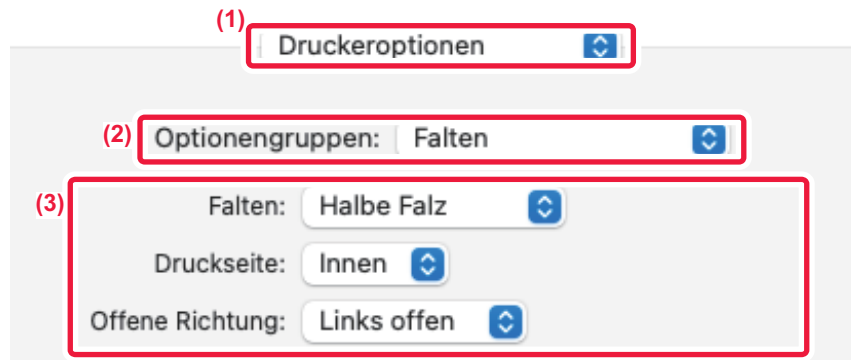 (1)
Druckeroptionen
(2) Optionengruppen: Falten
(3) Falten: Halbe Falz
Druckseite: Innen
Offene Richtung: Links offen